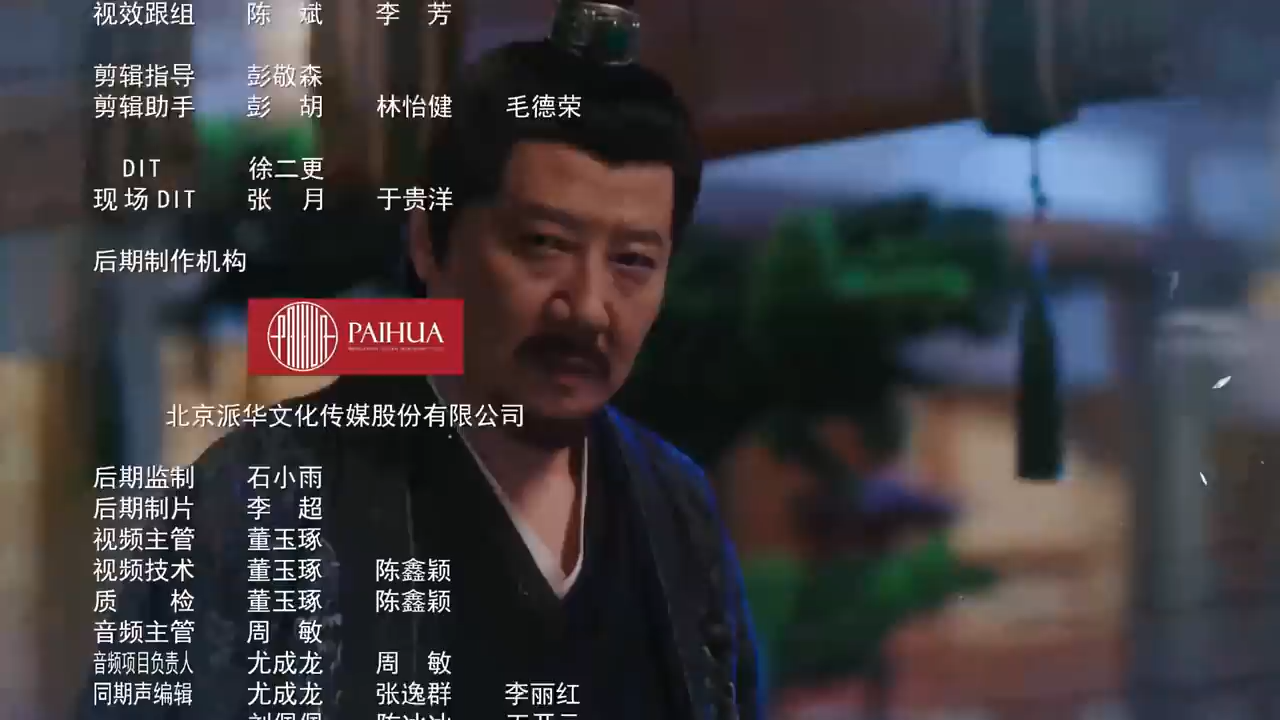 视效跟组 陈 斌 李 芳
剪辑指导 彭敬森
剪辑助手 彭 胡 林怡健 毛德荣
DIT 徐二更
现场DIT 张 月 于贵洋
后期制作机构
PAIHUA
北京派华文化传媒股份有限公司
后期监制 石小雨
后期制片 李 超
视频主管 董玉琢
视频技术 董玉琢 陈鑫颖
质 检 董玉琢 陈鑫颖
音频主管 周 敏
音频项目负责人 尤成龙 周 敏
同期声编辑 尤成龙 张逸群 李丽红